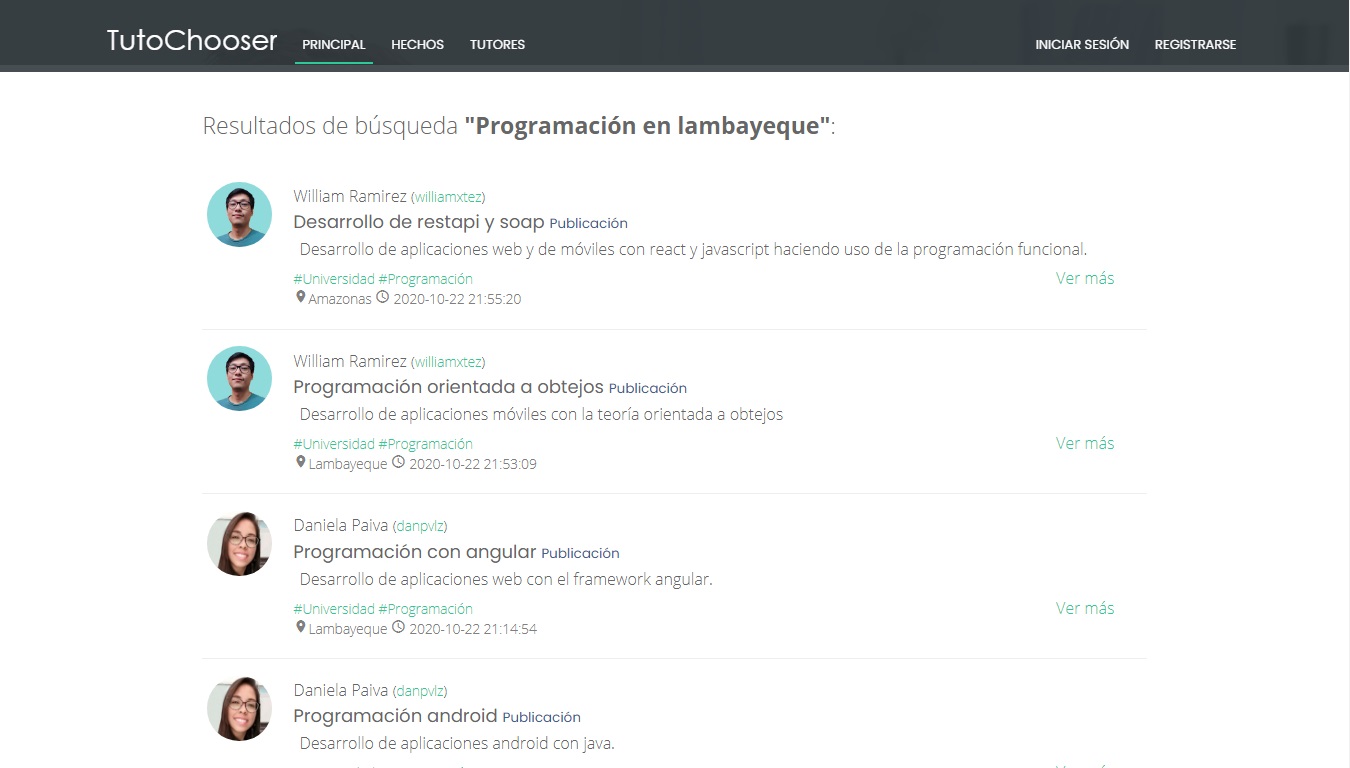 TutoChooser PRINCIPAL HECHOS TUTORES INICIAR SESIÓN REGISTRARSE
Resultados de búsqueda "Programación en lambayeque":
William Ramirez (williamxtez)
Desarrollo de restapi y soap Publicación
Desarrollo de aplicaciones web y de móviles con react y javascript haciendo uso de la programación funcional.
#Universidad #Programación Ver más
Amazonas 2020-10-22 21:55:20
William Ramirez (williamxtez)
Programación orientada a obtejos Publicación
Desarrollo de aplicaciones móviles con la teoría orientada a obtejos
#Universidad #Programación Ver más
Lambayeque 2020-10-22 21:53:09
Daniela Paiva (danpvlz)
Programación con angular Publicación
Desarrollo de aplicaciones web con el framework angular.
#Universidad #Programación Ver más
Lambayeque 2020-10-22 21:14:54
Daniela Paiva (danpvlz)
Programación android Publicación
Desarrollo de aplicaciones android con java.